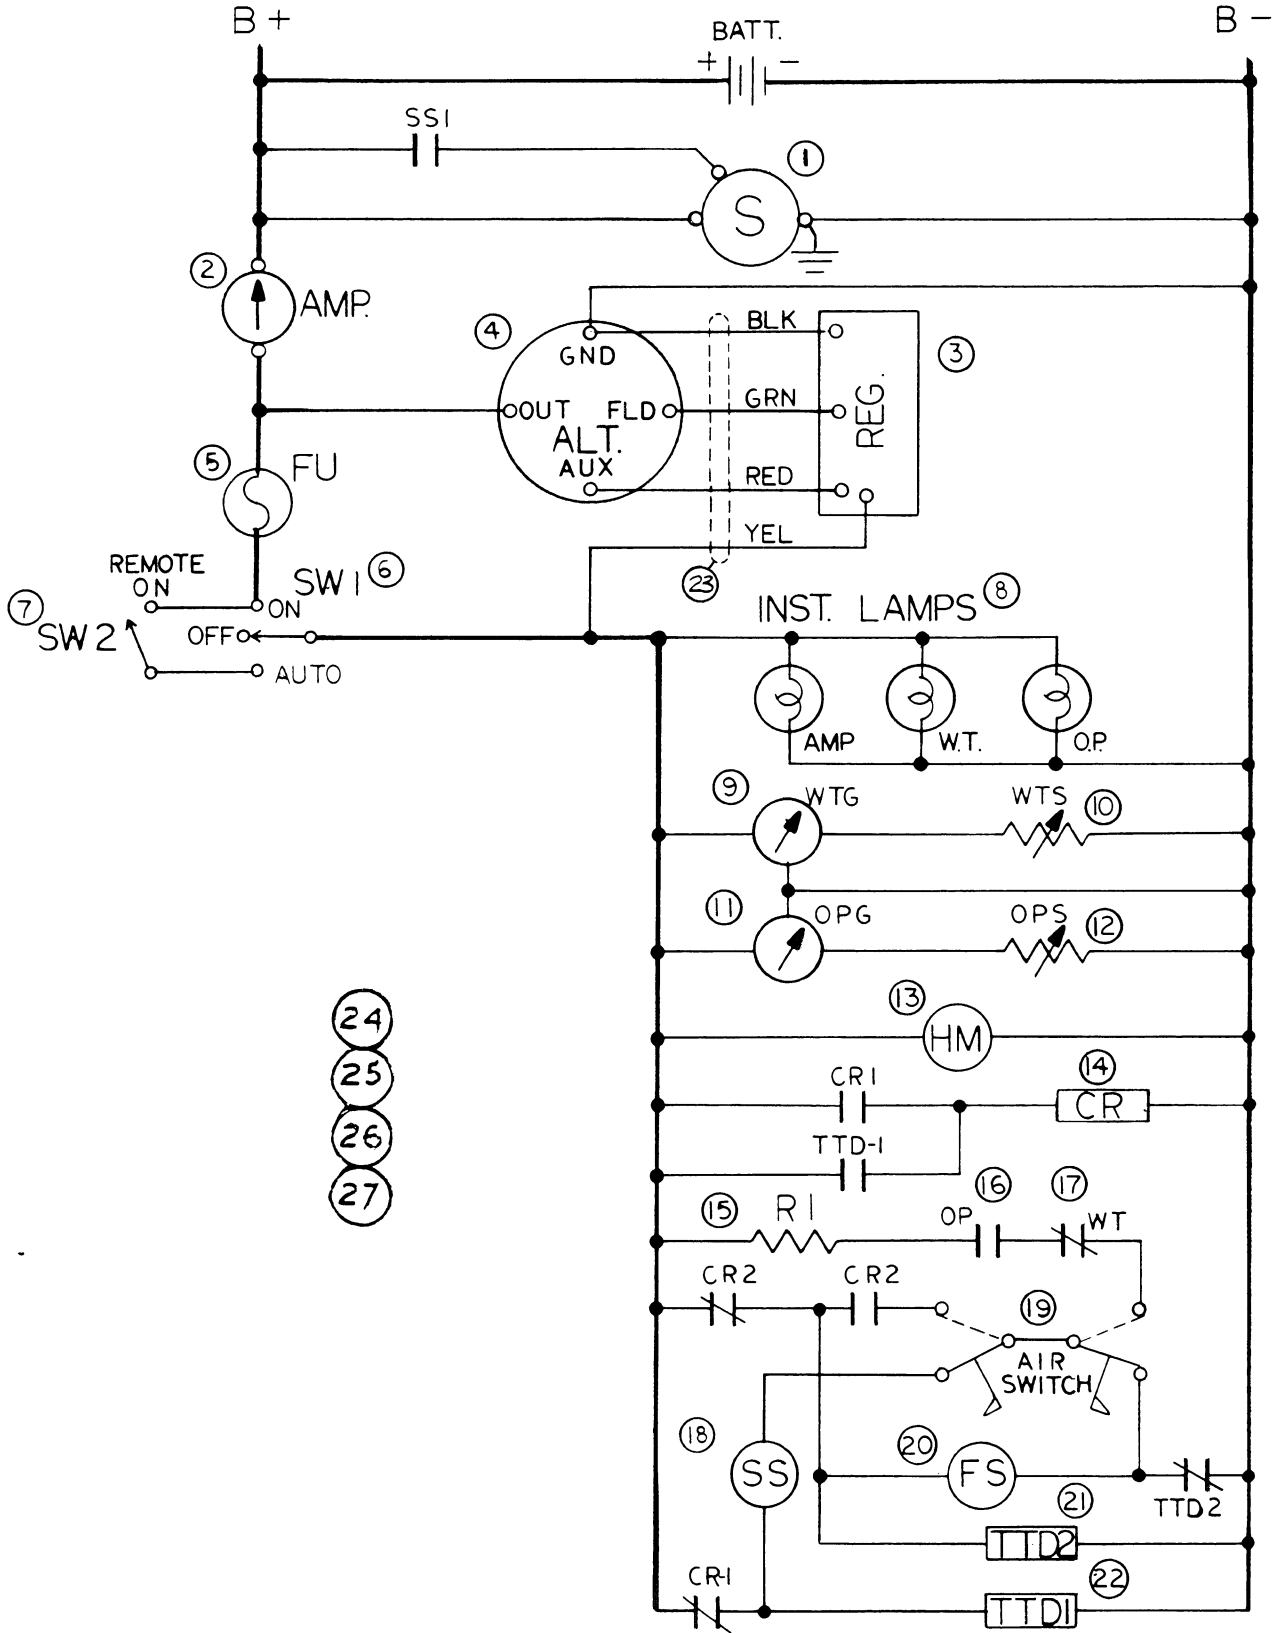 B +
B -
BATT.
+ -
SS1
1
S
2
AMP.
4
BLK
3
GND
GRN
REG.
OUT FLD
ALT.
AUX
5
FU
RED
YEL
REMOTE
ON
SW1
6
23
7
SW2
ON
OFF
AUTO
INST. LAMPS
8
AMP
W.T.
O.P.
9
WTG
WTS
10
11
OPG
OPS
12
13
HM
24
25
26
27
CR1
14
CR
TTD-1
15
R1
16
OP
17
WT
CR2
CR2
19
AIR
SWITCH
18
SS
20
FS
21
TTD2
TTD2
CR-1
22
TTD1